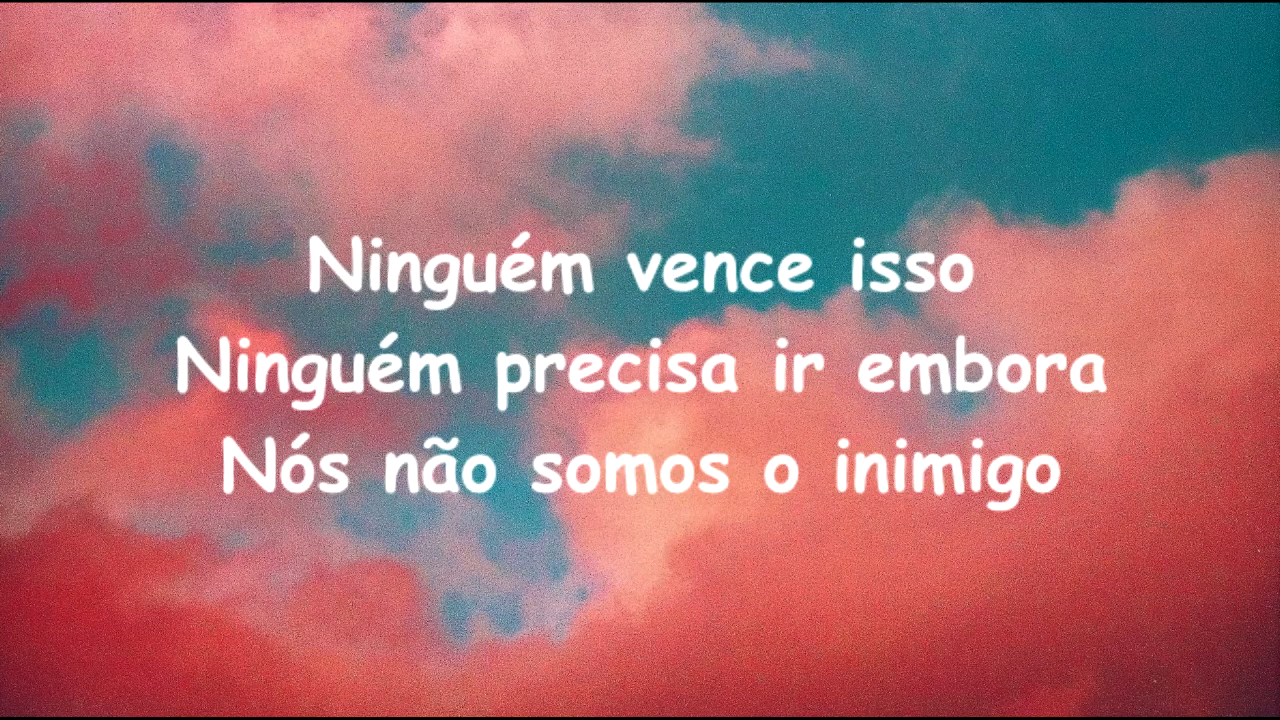 Ninguém vence isso
Ninguém precisa ir embora
Nós não somos o inimigo